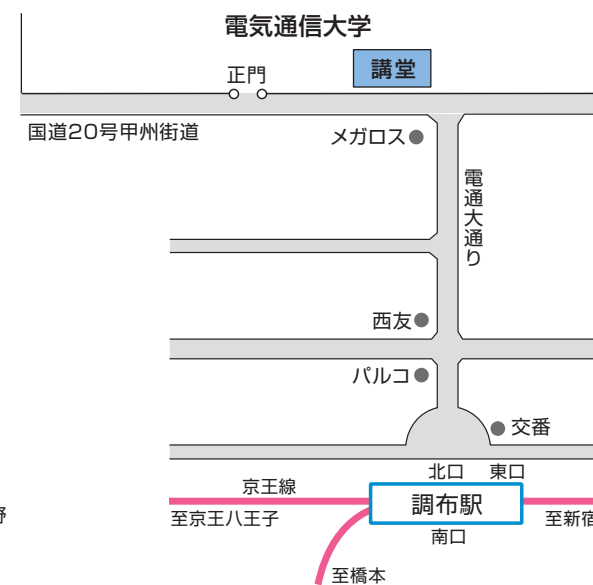 電気通信大学
講堂
正門
国道20号甲州街道
メガロス
電通大通り
西友
パルコ
交番
北口 東口
京王線
調布駅
至京王八王子
至新宿
南口
至橋本